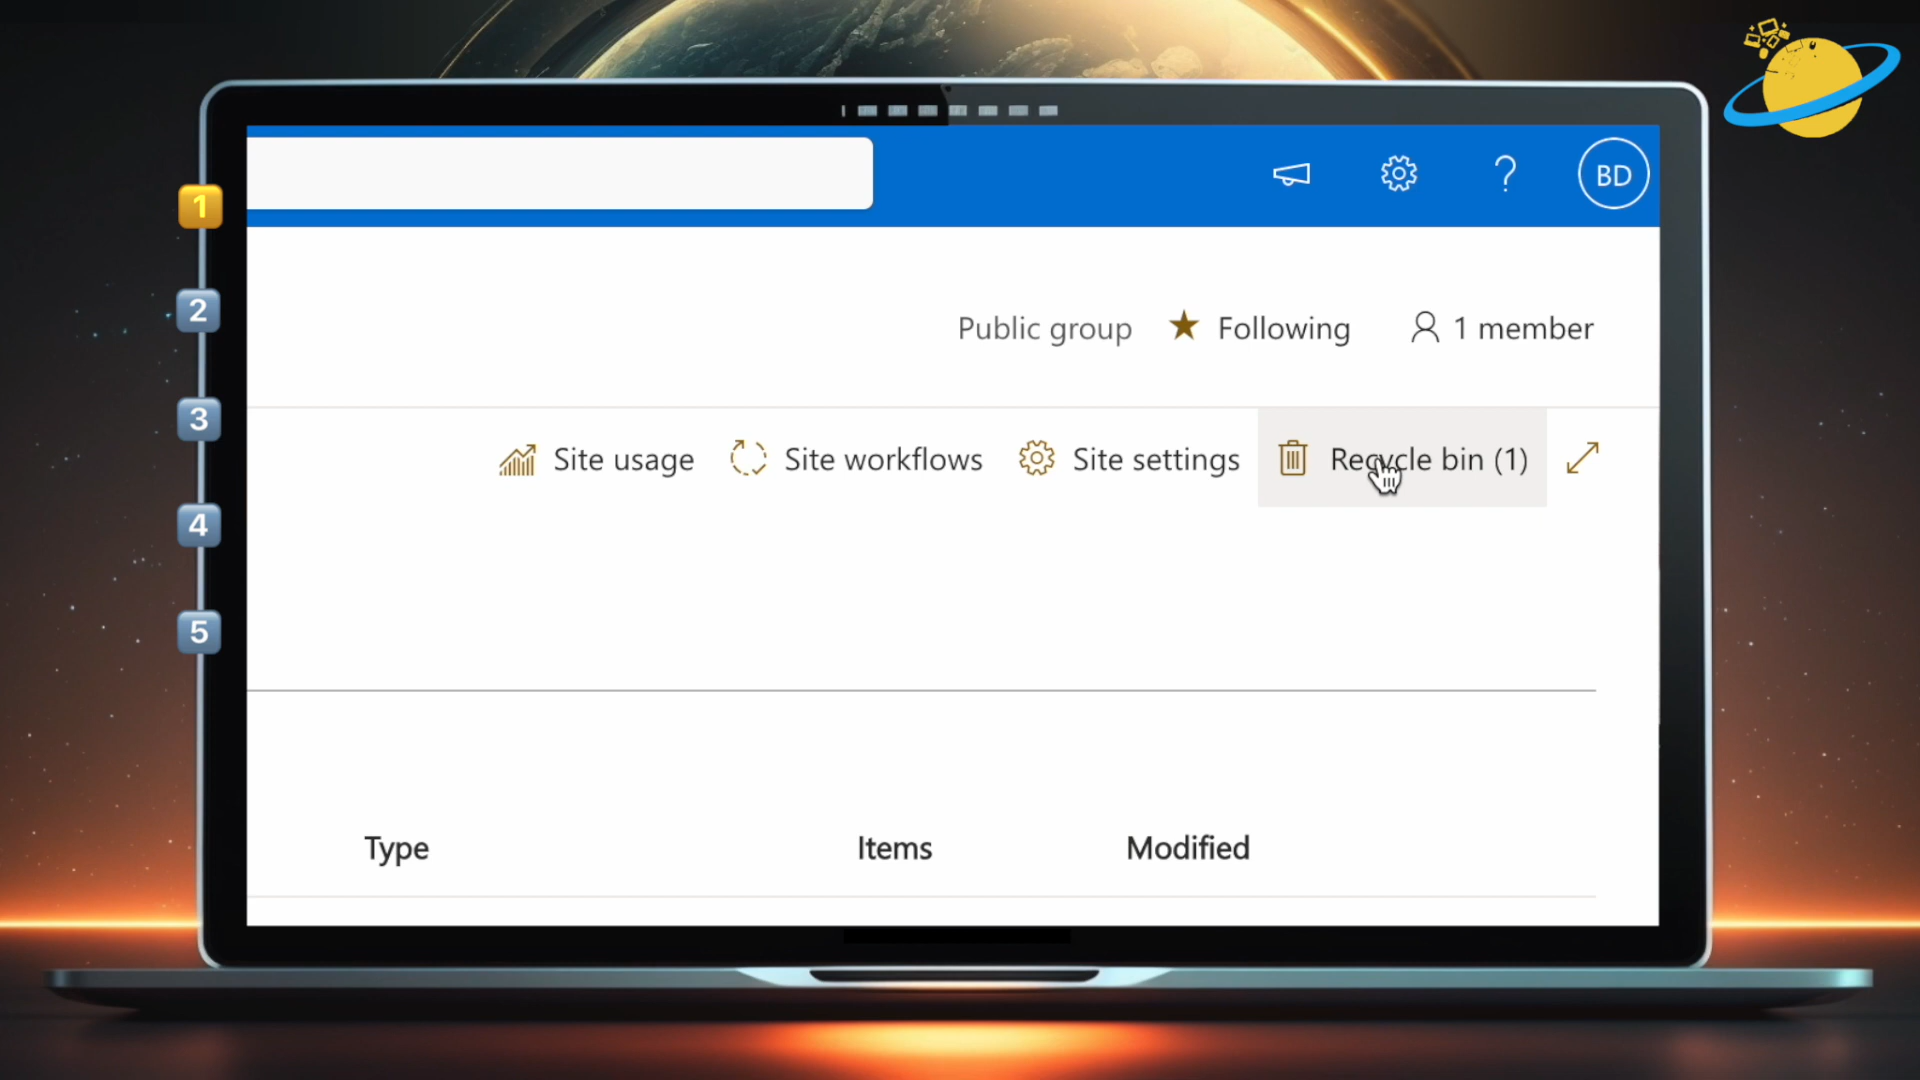 BD
1
2
3
4
5
Public group Following 1 member
Site usage Site workflows Site settings Recycle bin (1)
Type Items Modified